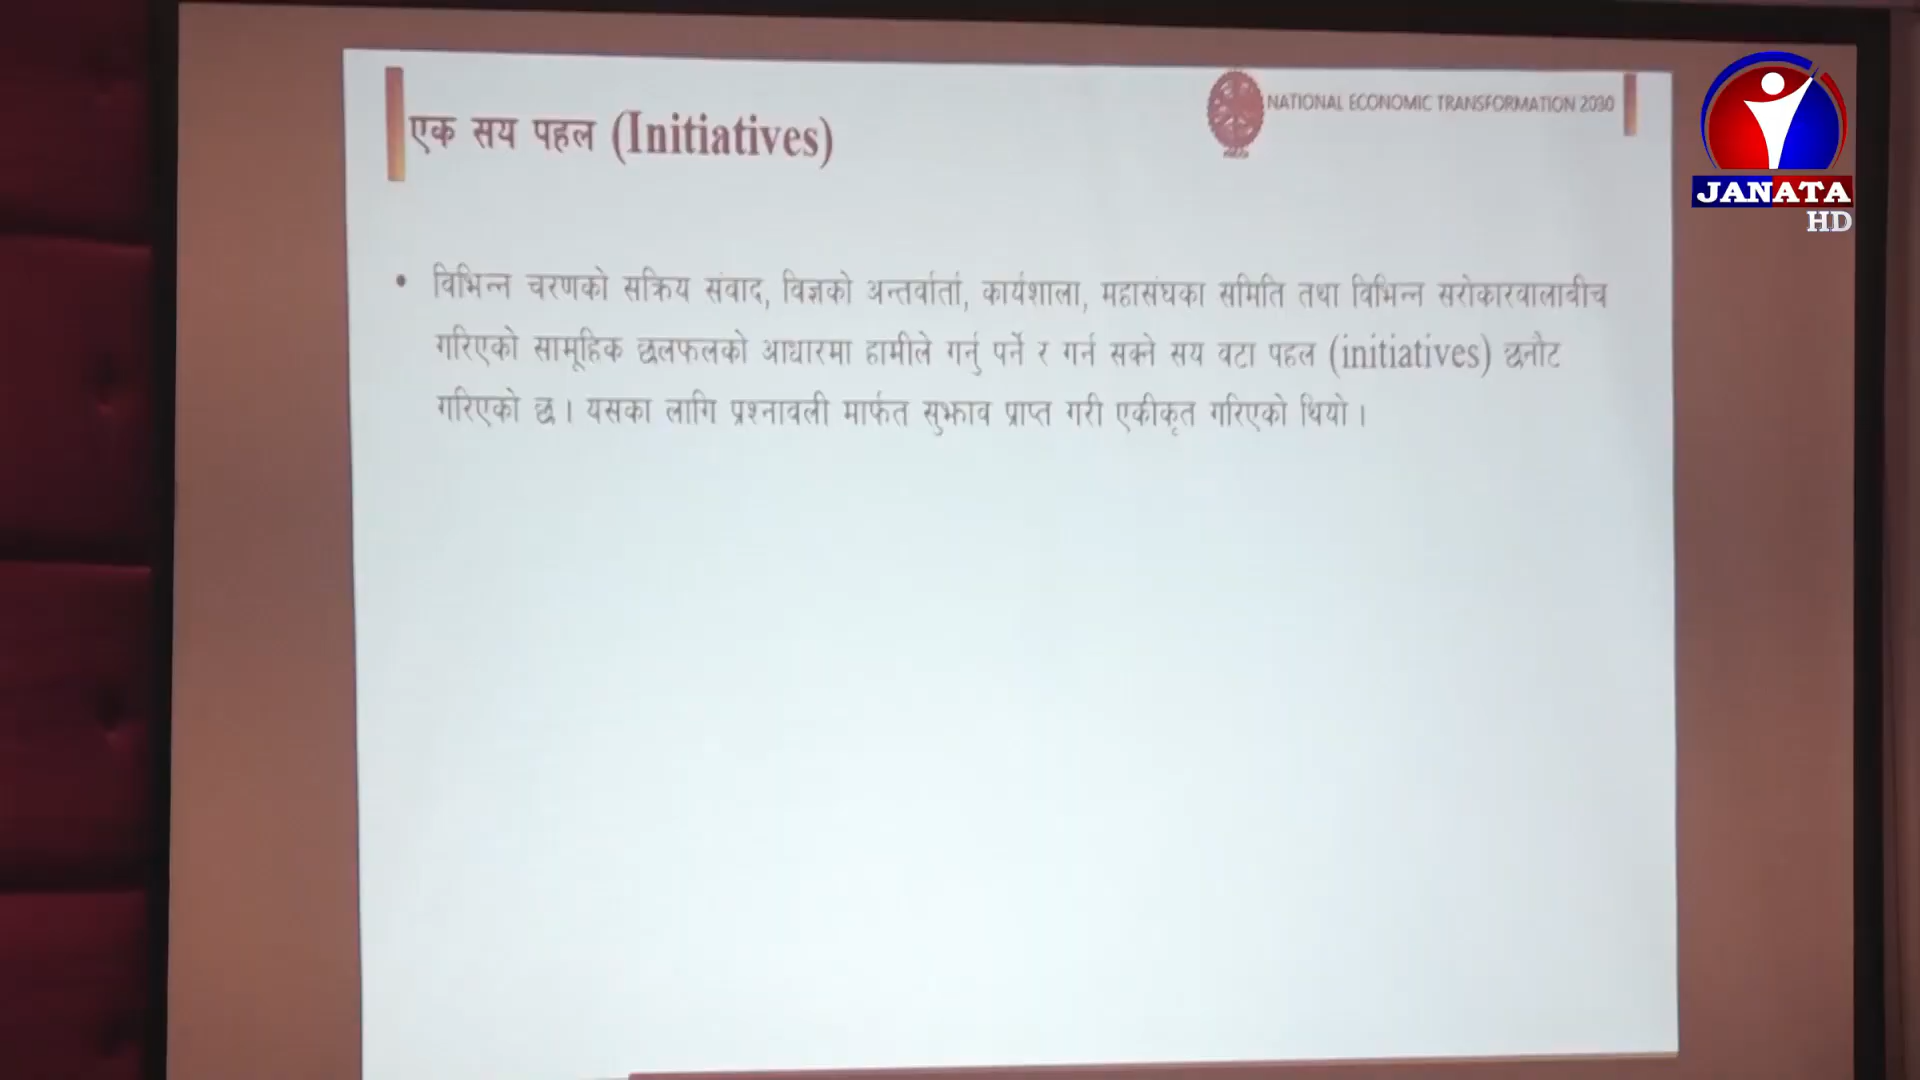 एक सय पहल (Initiatives)
NATIONAL ECONOMIC TRANSFORMATION 2030
JANATA
HD
• विभिन्न चरणको सक्रिय संवाद, विज्ञको अन्तर्वार्ता, कार्यशाला, महासंघका समिति तथा विभिन्न सरोकारवालाबीच
गरिएको सामूहिक छलफलको आधारमा हामीले गर्नु पर्ने र गर्न सक्ने सय वटा पहल (initiatives) छनौट
गरिएको छ । यसका लागि प्रश्नावली मार्फत सुझाव प्राप्त गरी एकीकृत गरिएको थियो ।